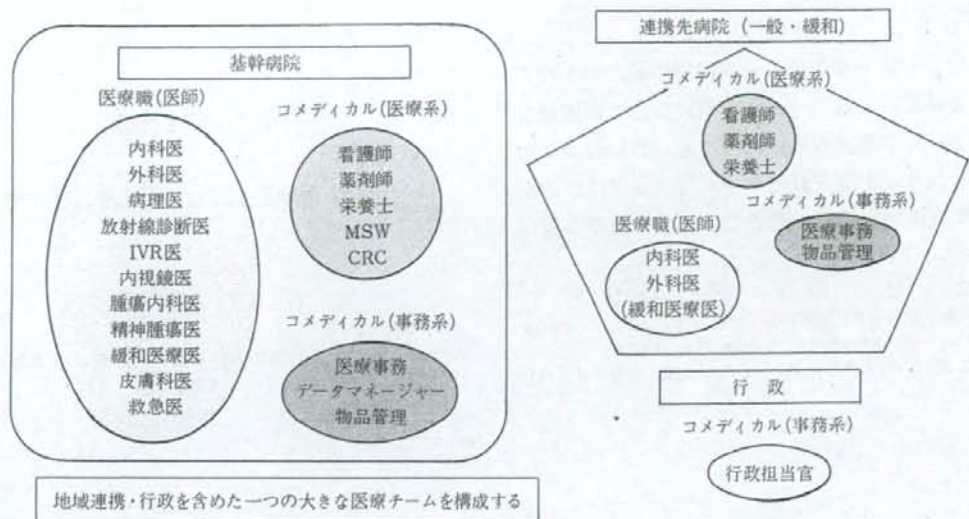 基幹病院
医療職(医師)
内科医
外科医
病理医
放射線診断医
IVR医
内視鏡医
腫瘍内科医
精神腫瘍医
緩和医療医
皮膚科医
救急医
コメディカル(医療系)
看護師
薬剤師
栄養士
MSW
CRC
コメディカル(事務系)
医療事務
データマネージャー
物品管理
連携先病院(一般・緩和)
コメディカル(医療系)
看護師
薬剤師
栄養士
コメディカル(事務系)
医療事務
物品管理
医療職(医師)
内科医
外科医
(緩和医療医)
行 政
コメディカル(事務系)
行政担当官
地域連携・行政を含めた一つの大きな医療チームを構成する